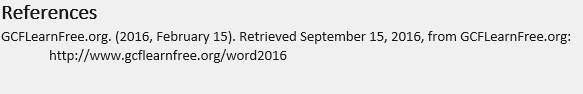 References
GCFLearnFree.org. (2016, February 15). Retrieved September 15, 2016, from GCFLearnFree.org:
http://www.gcflearnfree.org/word2016